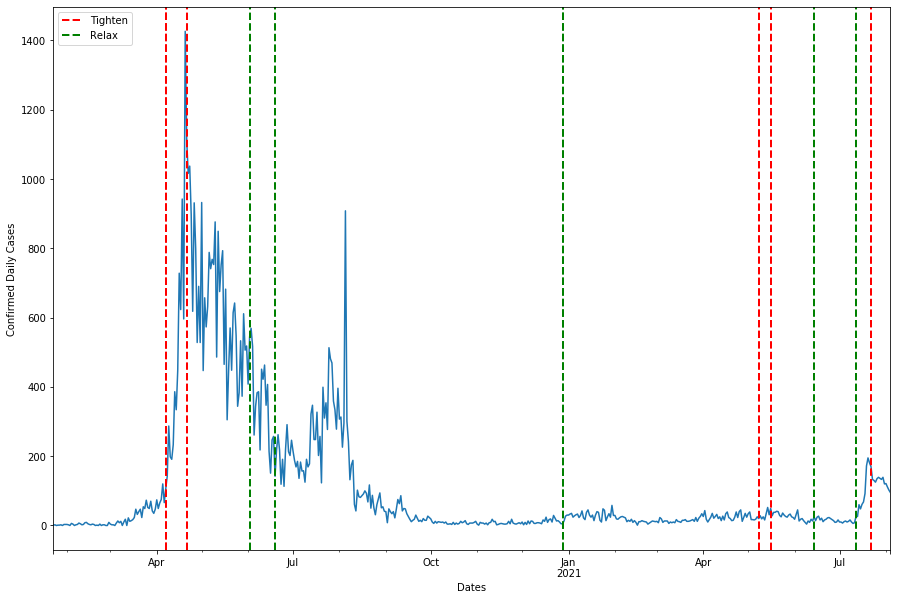 Tighten
Relax
1400
1200
1000
800
600
400
200
0
Confirmed Daily Cases
Apr
Jul
Oct
Jan
2021
Apr
Jul
Dates